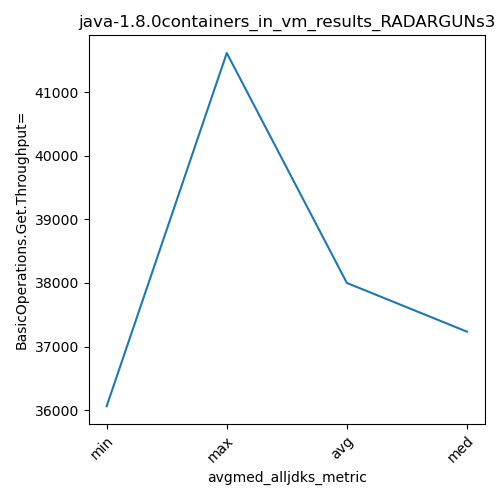 java-1.8.0containers_in_vm_results_RADARGUNs3
BasicOperations.Get.Throughput=
41000
40000
39000
38000
37000
36000
min
max
avg
med
avgmed_alljdks_metric